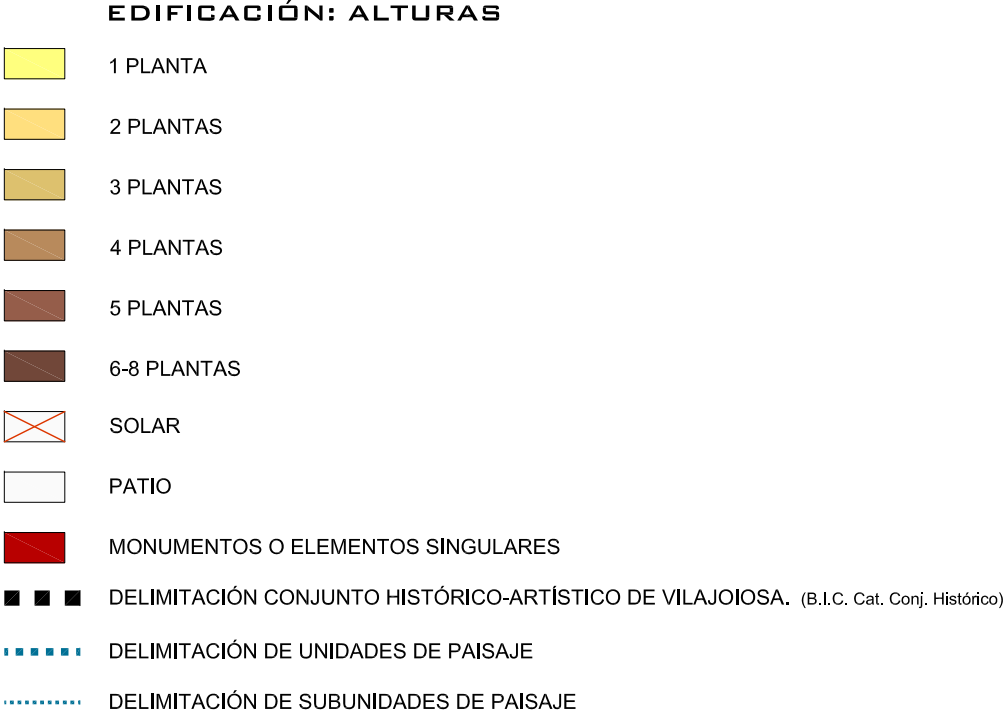 EDIFICACIÓN: ALTURAS
1 PLANTA
2 PLANTAS
3 PLANTAS
4 PLANTAS
5 PLANTAS
6-8 PLANTAS
SOLAR
PATIO
MONUMENTOS O ELEMENTOS SINGULARES
DELIMITACIÓN CONJUNTO HISTÓRICO-ARTÍSTICO DE VILAJOIOSA. (B.I.C. Cat. Conj. Histórico)
DELIMITACIÓN DE UNIDADES DE PAISAJE
DELIMITACIÓN DE SUBUNIDADES DE PAISAJE